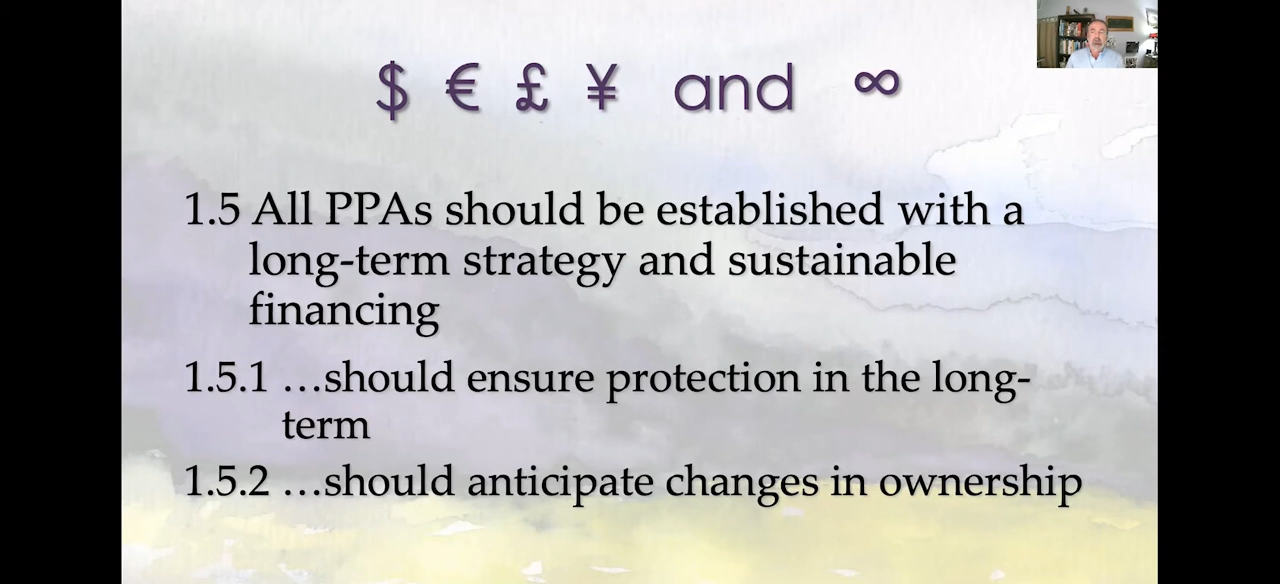 $ € £ ¥ and ∞
1.5 All PPAs should be established with a
long-term strategy and sustainable
financing
1.5.1 …should ensure protection in the long-
term
1.5.2 …should anticipate changes in ownership